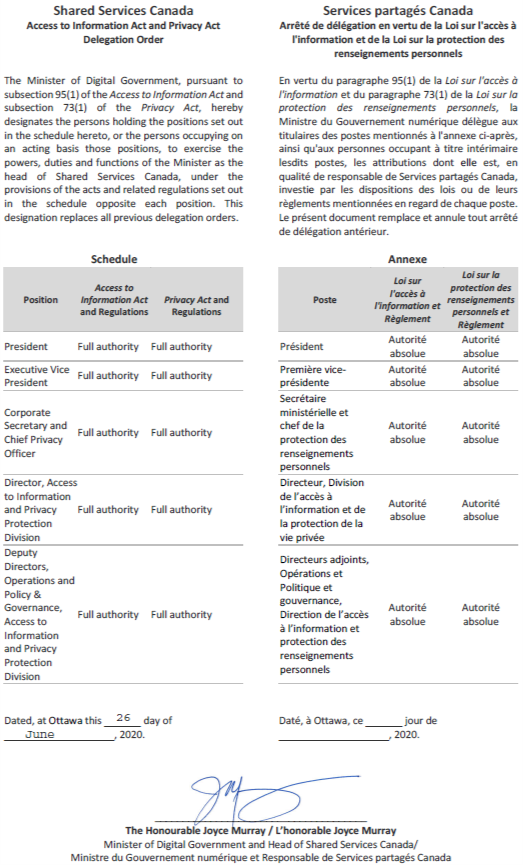 Shared Services Canada
Access to Information Act and Privacy Act
Delegation Order
The Minister of Digital Government, pursuant to
subsection 95(1) of the Access to Information Act and
subsection 73(1) of the Privacy Act, hereby
designates the persons holding the positions set out
in the schedule hereto, or the persons occupying on
an acting basis those positions, to exercise the
powers, duties and functions of the Minister as the
head of Shared Services Canada, under the
provisions of the acts and related regulations set out
in the schedule opposite each position. This
designation replaces all previous delegation orders.
Schedule
Position
Access to
Information Act
and Regulations
Privacy Act and
Regulations
President
Full authority
Full authority
Executive Vice
President
Full authority
Full authority
Corporate
Secretary and
Chief Privacy
Officer
Full authority
Full authority
Director, Access
to Information
and Privacy
Protection
Division
Full authority
Full authority
Deputy
Directors,
Operations and
Policy &
Governance,
Access to
Information
and Privacy
Protection
Division
Full authority
Full authority
Dated, at Ottawa this 26 day of
June, 2020.
Services partagés Canada
Arrêté de délégation en vertu de la Loi sur l'accès à
l'information et de la Loi sur la protection des
renseignements personnels
En vertu du paragraphe 95(1) de la Loi sur l'accès à
l'information et du paragraphe 73(1) de la Loi sur la
protection des renseignements personnels, la
Ministre du Gouvernement numérique délègue aux
titulaires des postes mentionnés à l'annexe ci-après,
ainsi qu'aux personnes occupant à titre intérimaire
lesdits postes, les attributions dont elle est, en
qualité de responsable de Services partagés Canada,
investie par les dispositions des lois ou de leurs
règlements mentionnées en regard de chaque poste.
Le présent document remplace et annule tout arrêté
de délégation antérieur.
Annexe
Poste
Loi sur
l'accès à
l'information et
Règlement
Loi sur la
protection des
renseignements
personnels et
Règlement
Président
Autorité
absolue
Autorité
absolue
Première vice-
présidente
Autorité
absolue
Autorité
absolue
Secrétaire
ministérielle et
chef de la
protection des
renseignements
personnels
Autorité
absolue
Autorité
absolue
Directeur, Division
de l'accès à
l'information et de
la protection de la
vie privée
Autorité
absolue
Autorité
absolue
Directeurs adjoints,
Opérations et
Politique et
gouvernance,
Direction de l'accès
à l'information et
protection des
renseignements
personnels
Autorité
absolue
Autorité
absolue
Daté, à Ottawa, ce _______ jour de
____________________, 2020.
The Honourable Joyce Murray / L'honorable Joyce Murray
Minister of Digital Government and Head of Shared Services Canada/
Ministre du Gouvernement numérique et Responsable de Services partagés Canada